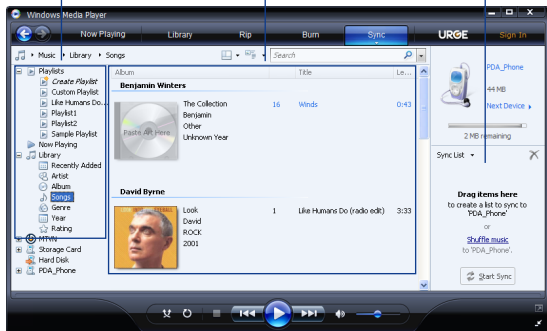 Windows Media Player
Now Playing
Library
Rip
Burn
Sync
URGE
Sign In
Music
Library
Songs
Search
Playlists
Create Playlist
Custom Playlist
Like Humans Do...
Playlist1
Playlist2
Sample Playlist
Now Playing
Library
Recently Added
Artist
Album
Songs
Genre
Year
Rating
MTVN
Storage Card
Hard Disk
PDA_Phone
Album
Title
Le...
Benjamin Winters
Paste Art Here
The Collection
16
Winds
0:43
Benjamin
Other
Unknown Year
David Byrne
Look
1
Like Humans Do (radio edit)
3:33
David
ROCK
2001
PDA_Phone
44 MB
Next Device
2 MB remaining
Sync List
Drag items here
to create a list to sync to
'PDA_Phone'
or
Shuffle music
to 'PDA_Phone'.
Start Sync